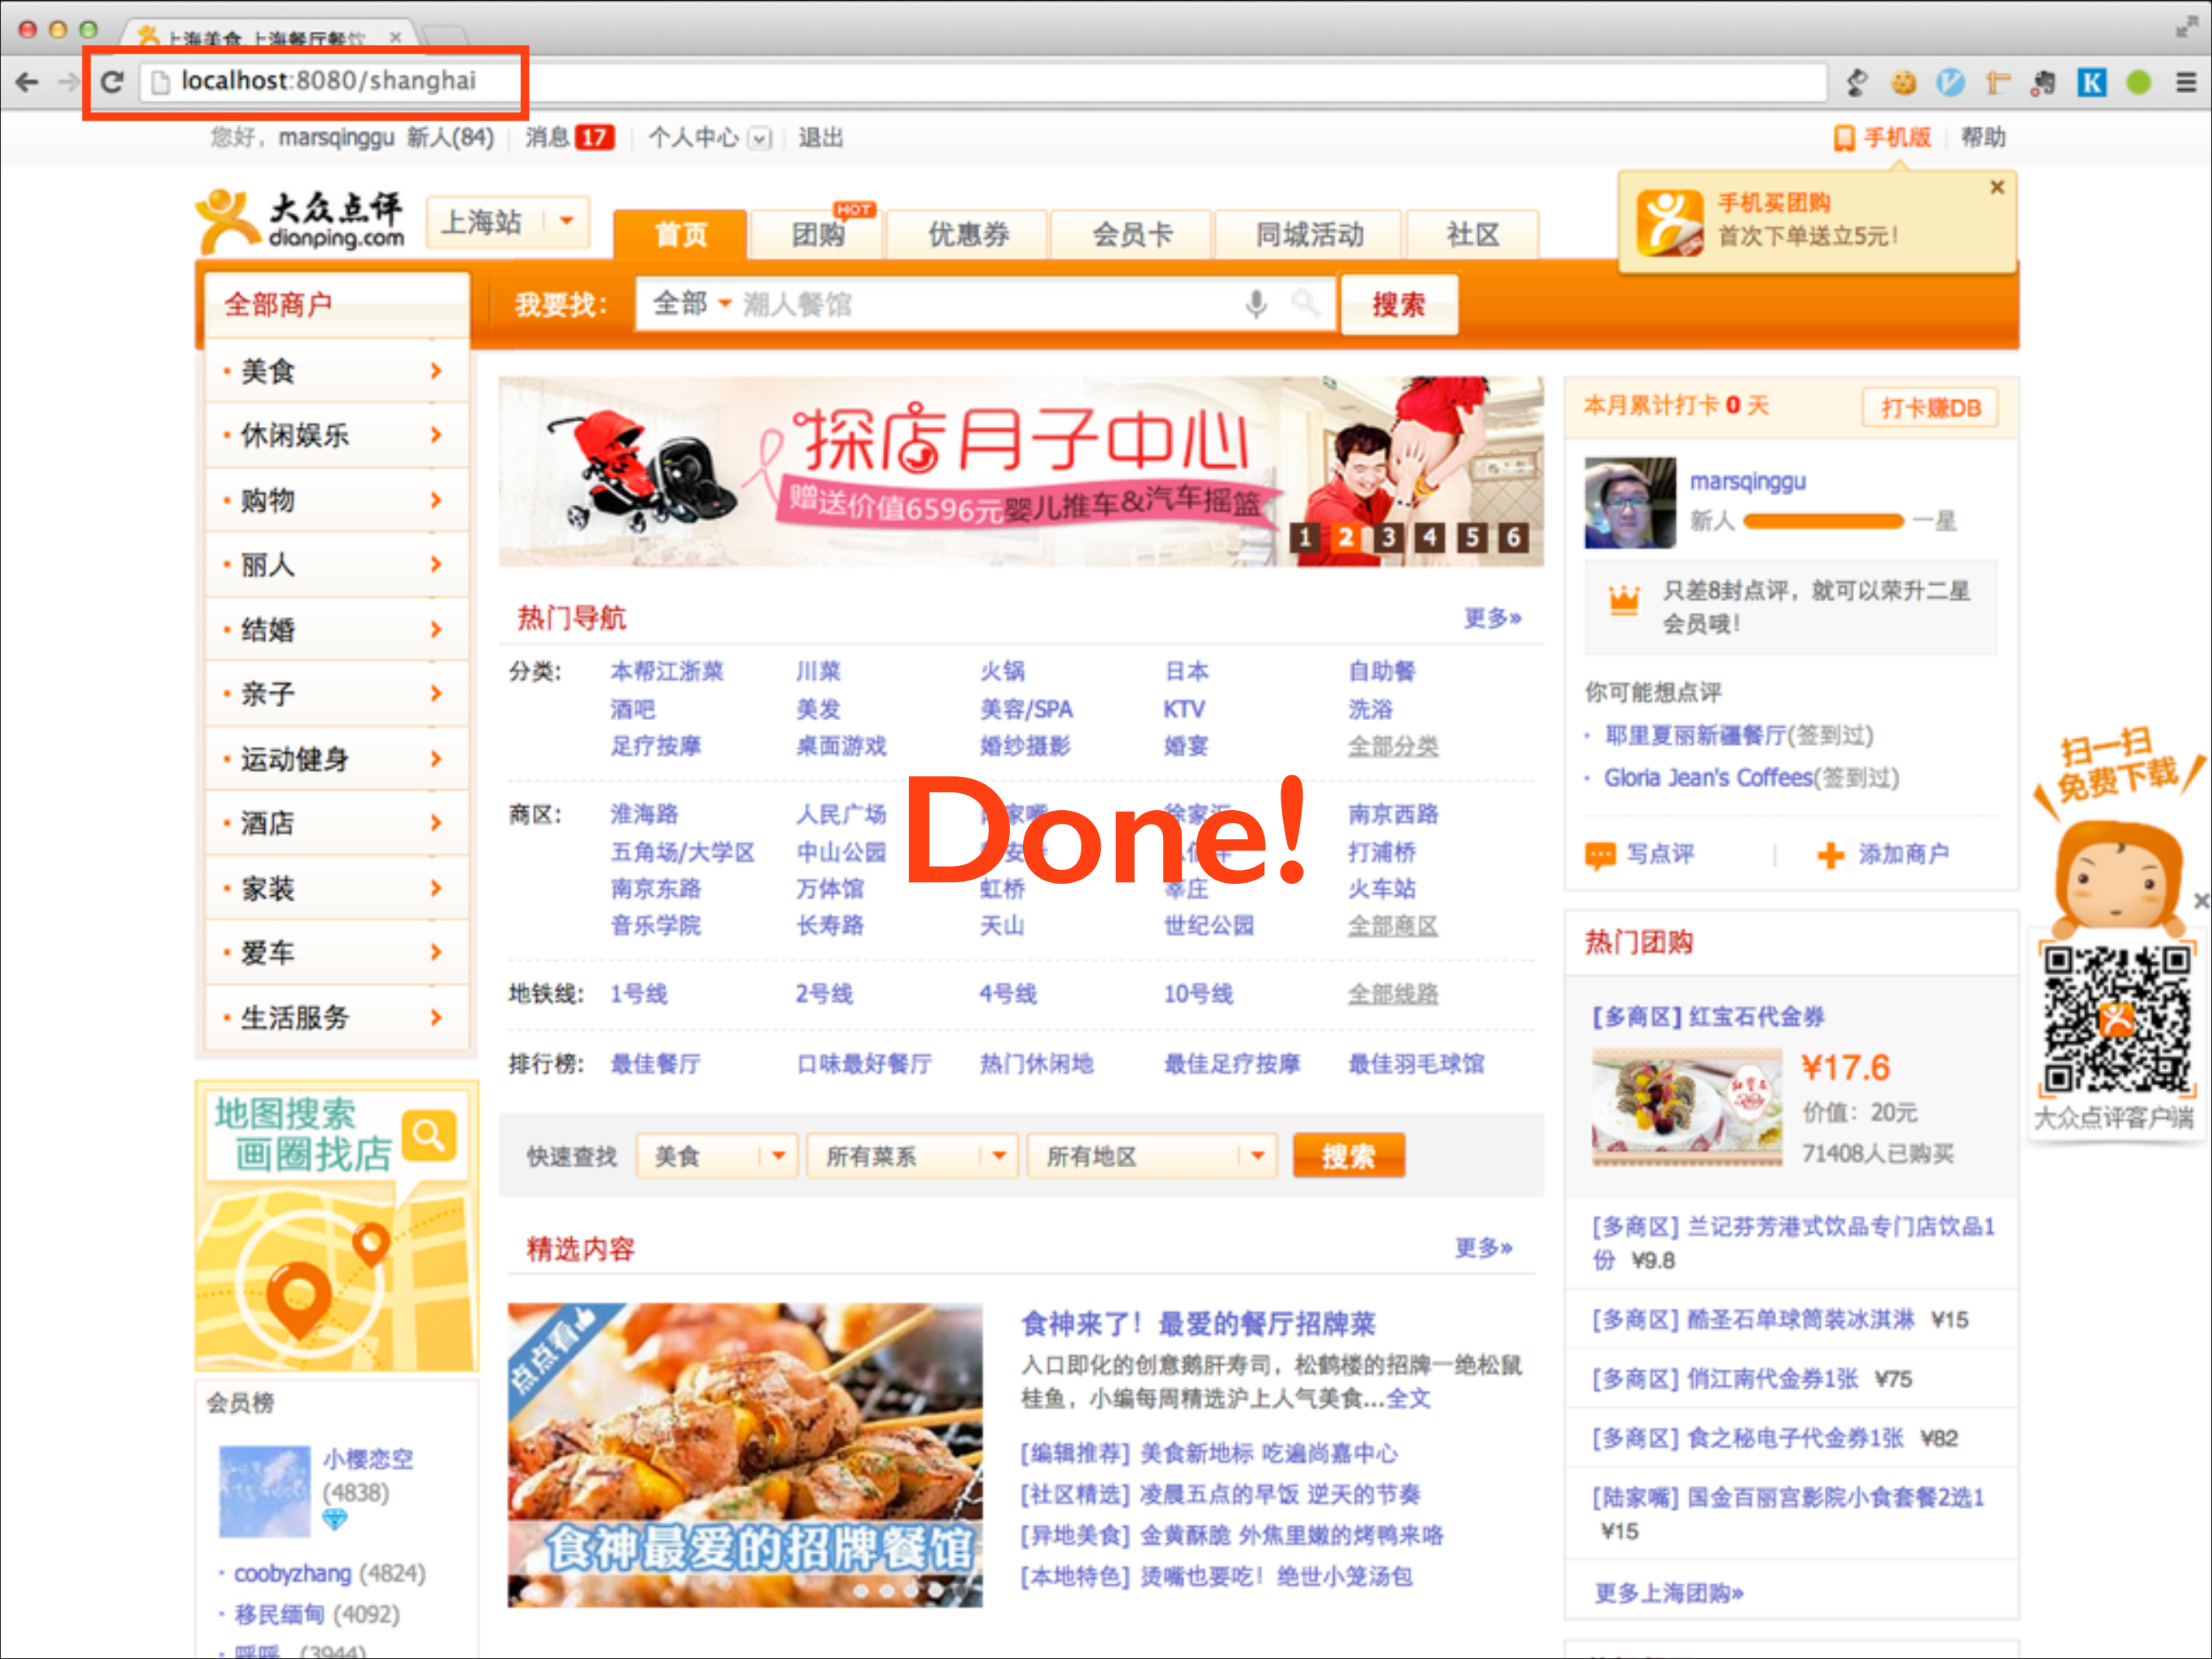 上海美食,上海餐厅餐饮
localhost:8080/shanghai
您好，marsqinggu 新人(84) 消息 17 个人中心 退出
手机版 帮助
大众点评
dianping.com
上海站
首页 团购 HOT 优惠券 会员卡 同城活动 社区
手机买团购
首次下单送立5元！
全部商户
我要找： 全部 潮人餐馆 搜索
美食
休闲娱乐
购物
丽人
结婚
亲子
运动健身
酒店
家装
爱车
生活服务
地图搜索
画圈找店
会员榜
小樱恋空
(4838)
coobyzhang (4824)
移民缅甸 (4092)
探店月子中心
赠送价值6596元婴儿推车&汽车摇篮
1 2 3 4 5 6
热门导航 更多»
分类: 本帮江浙菜 川菜 火锅 日本 自助餐
酒吧 美发 美容/SPA KTV 洗浴
足疗按摩 桌面游戏 婚纱摄影 婚宴 全部分类
Done!
商区: 淮海路 人民广场 南京西路
五角场/大学区 中山公园 打浦桥
南京东路 万体馆 虹桥 莘庄 火车站
音乐学院 长寿路 天山 世纪公园 全部商区
地铁线: 1号线 2号线 4号线 10号线 全部线路
排行榜: 最佳餐厅 口味最好餐厅 热门休闲地 最佳足疗按摩 最佳羽毛球馆
快速查找 美食 所有菜系 所有地区 搜索
精选内容 更多»
点点看
食神最爱的招牌餐馆
食神来了！最爱的餐厅招牌菜
入口即化的创意鹅肝寿司，松鹤楼的招牌一绝松鼠
桂鱼，小编每周精选沪上人气美食...全文
[编辑推荐] 美食新地标 吃遍尚嘉中心
[社区精选] 凌晨五点的早饭 逆天的节奏
[异地美食] 金黄酥脆 外焦里嫩的烤鸭来咯
[本地特色] 烫嘴也要吃！绝世小笼汤包
本月累计打卡 0 天 打卡赚DB
marsqinggu
新人 一星
只差8封点评，就可以荣升二星
会员哦！
你可能想点评
耶里夏丽新疆餐厅(签到过)
Gloria Jean's Coffees(签到过)
写点评 添加商户
热门团购
[多商区] 红宝石代金券
¥17.6
价值：20元
71408人已购买
[多商区] 兰记芬芳港式饮品专门店饮品1
份 ¥9.8
[多商区] 酷圣石单球筒装冰淇淋 ¥15
[多商区] 俏江南代金券1张 ¥75
[多商区] 食之秘电子代金券1张 ¥82
[陆家嘴] 国金百丽宫影院小食套餐2选1
¥15
更多上海团购»
扫一扫
免费下载
大众点评客户端